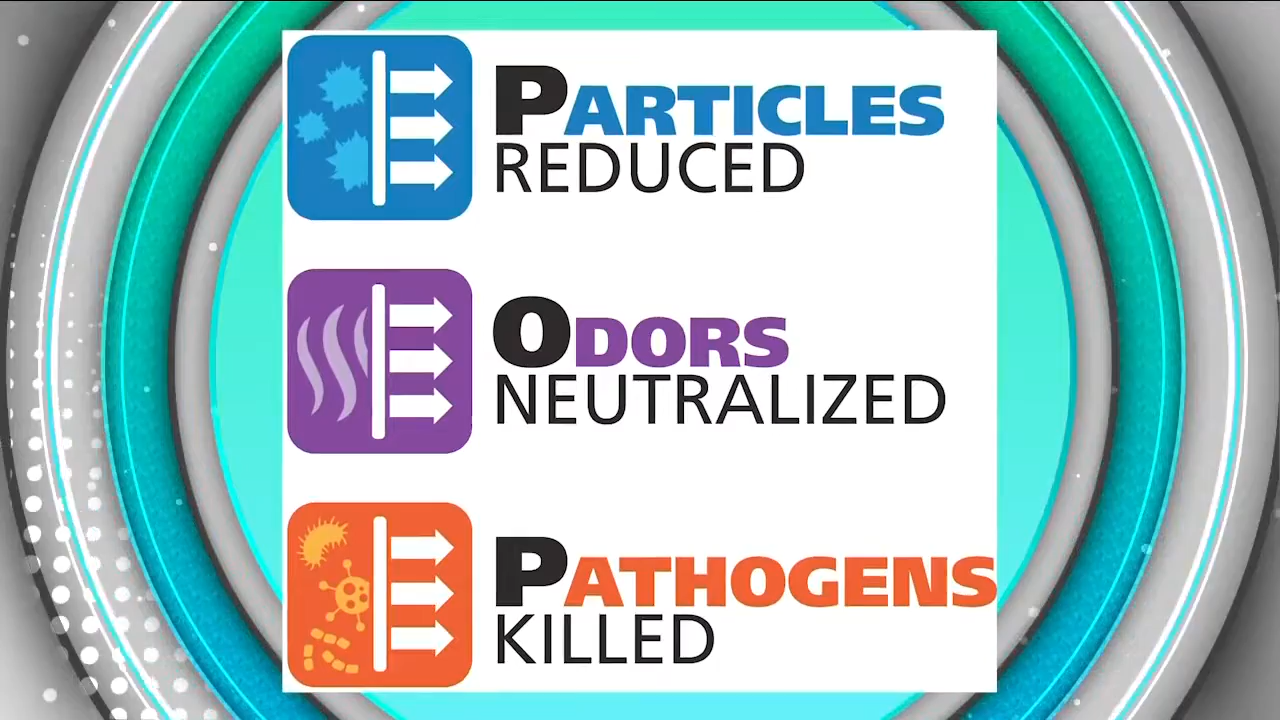 PARTICLES
REDUCED
ODORS
NEUTRALIZED
PATHOGENS
KILLED